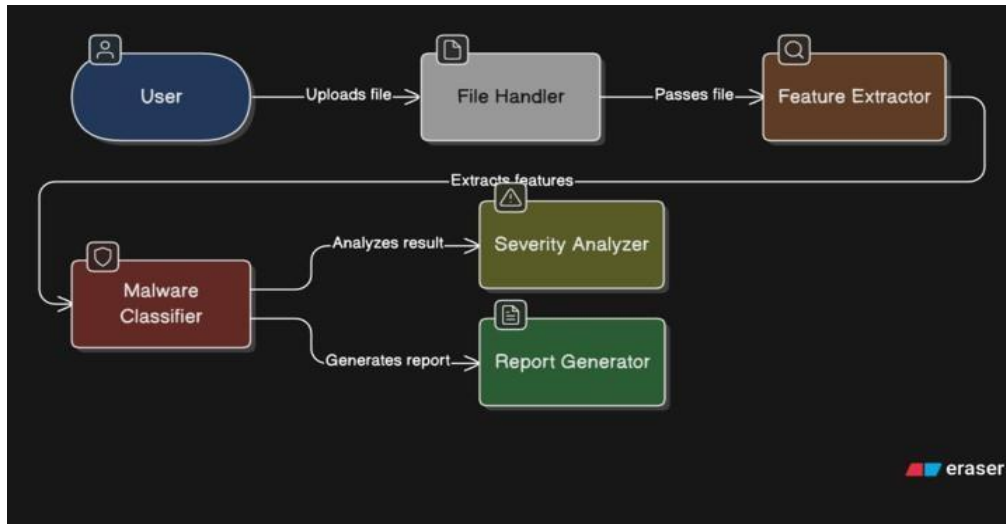 User
Uploads file
File Handler
Passes file
Feature Extractor
Extracts features
Malware
Classifier
Analyzes result
Severity Analyzer
Generates report
Report Generator
eraser